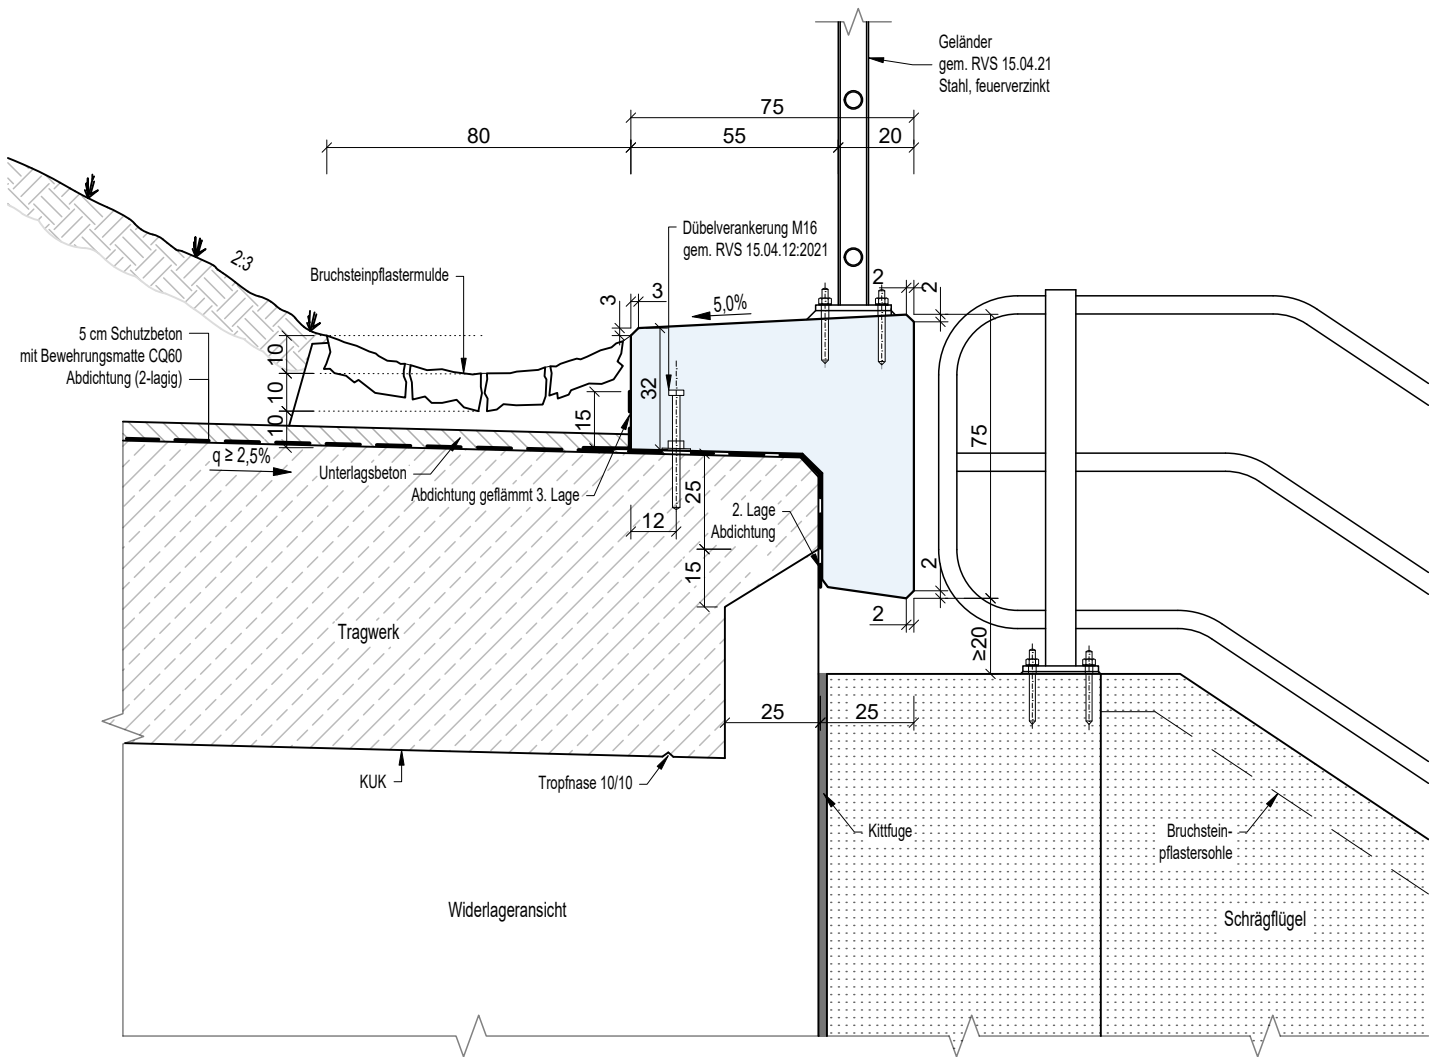 Geländer
gem. RVS 15.04.21
Stahl, feuerverzinkt
75
80
55
20
Dübelverankerung M16
gem. RVS 15.04.12:2021
2:3
Bruchsteinpflastermulde
3
3
5,0%
2
2
5 cm Schutzbeton
mit Bewehrungsmatte CQ60
Abdichtung (2-lagig)
10
10
10
15
32
75
q ≥ 2,5%
Unterlagsbeton
Abdichtung geflämmt 3. Lage
25
12
2. Lage
Abdichtung
15
2
2
≥20
Tragwerk
25
25
KUK
Tropfnase 10/10
Kittfuge
Bruchstein-
pflastersohle
Widerlageransicht
Schrägflügel